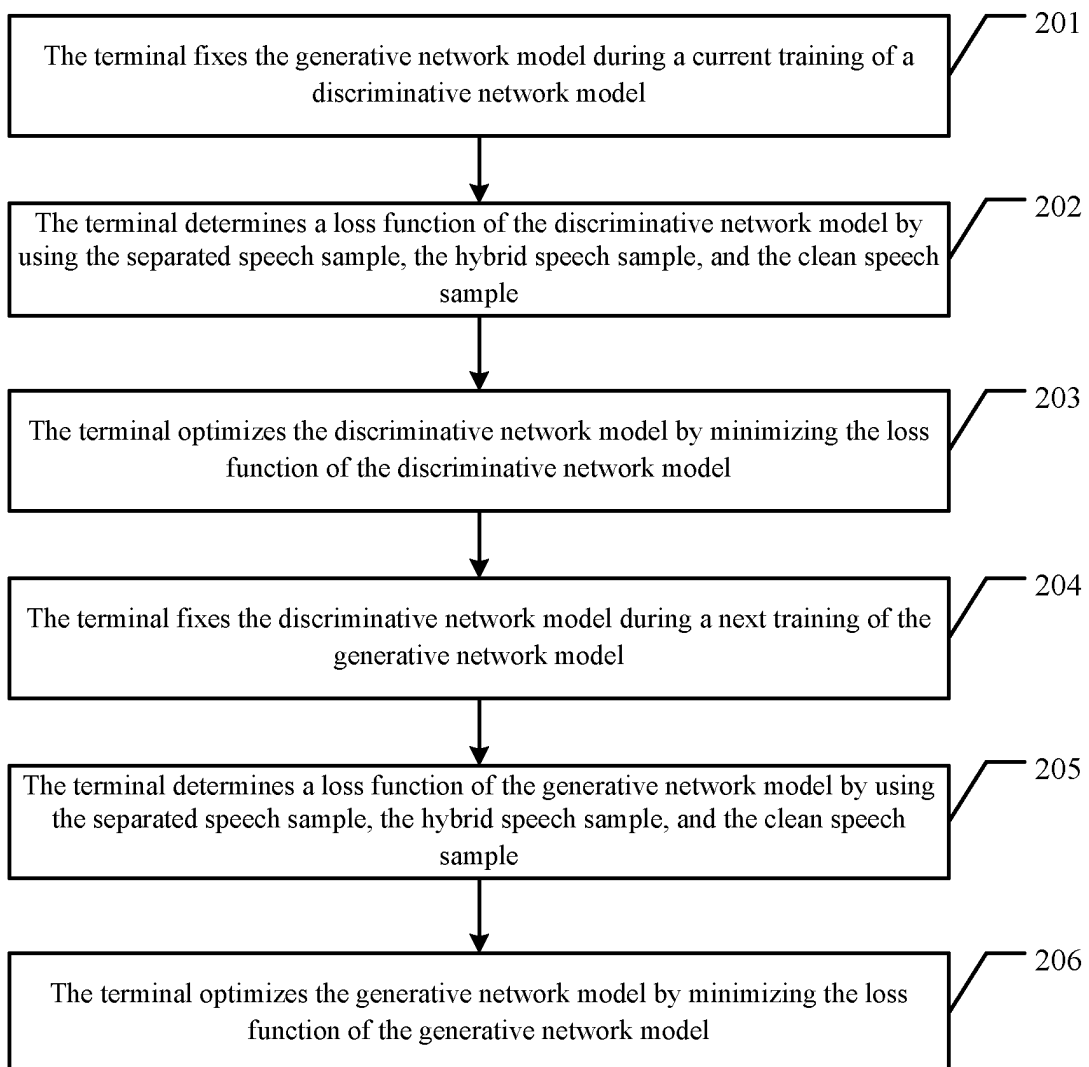 201
The terminal fixes the generative network model during a current training of a
discriminative network model
202
The terminal determines a loss function of the discriminative network model by
using the separated speech sample, the hybrid speech sample, and the clean speech
sample
203
The terminal optimizes the discriminative network model by minimizing the loss
function of the discriminative network model
204
The terminal fixes the discriminative network model during a next training of the
generative network model
205
The terminal determines a loss function of the generative network model by using
the separated speech sample, the hybrid speech sample, and the clean speech
sample
206
The terminal optimizes the generative network model by minimizing the loss
function of the generative network model